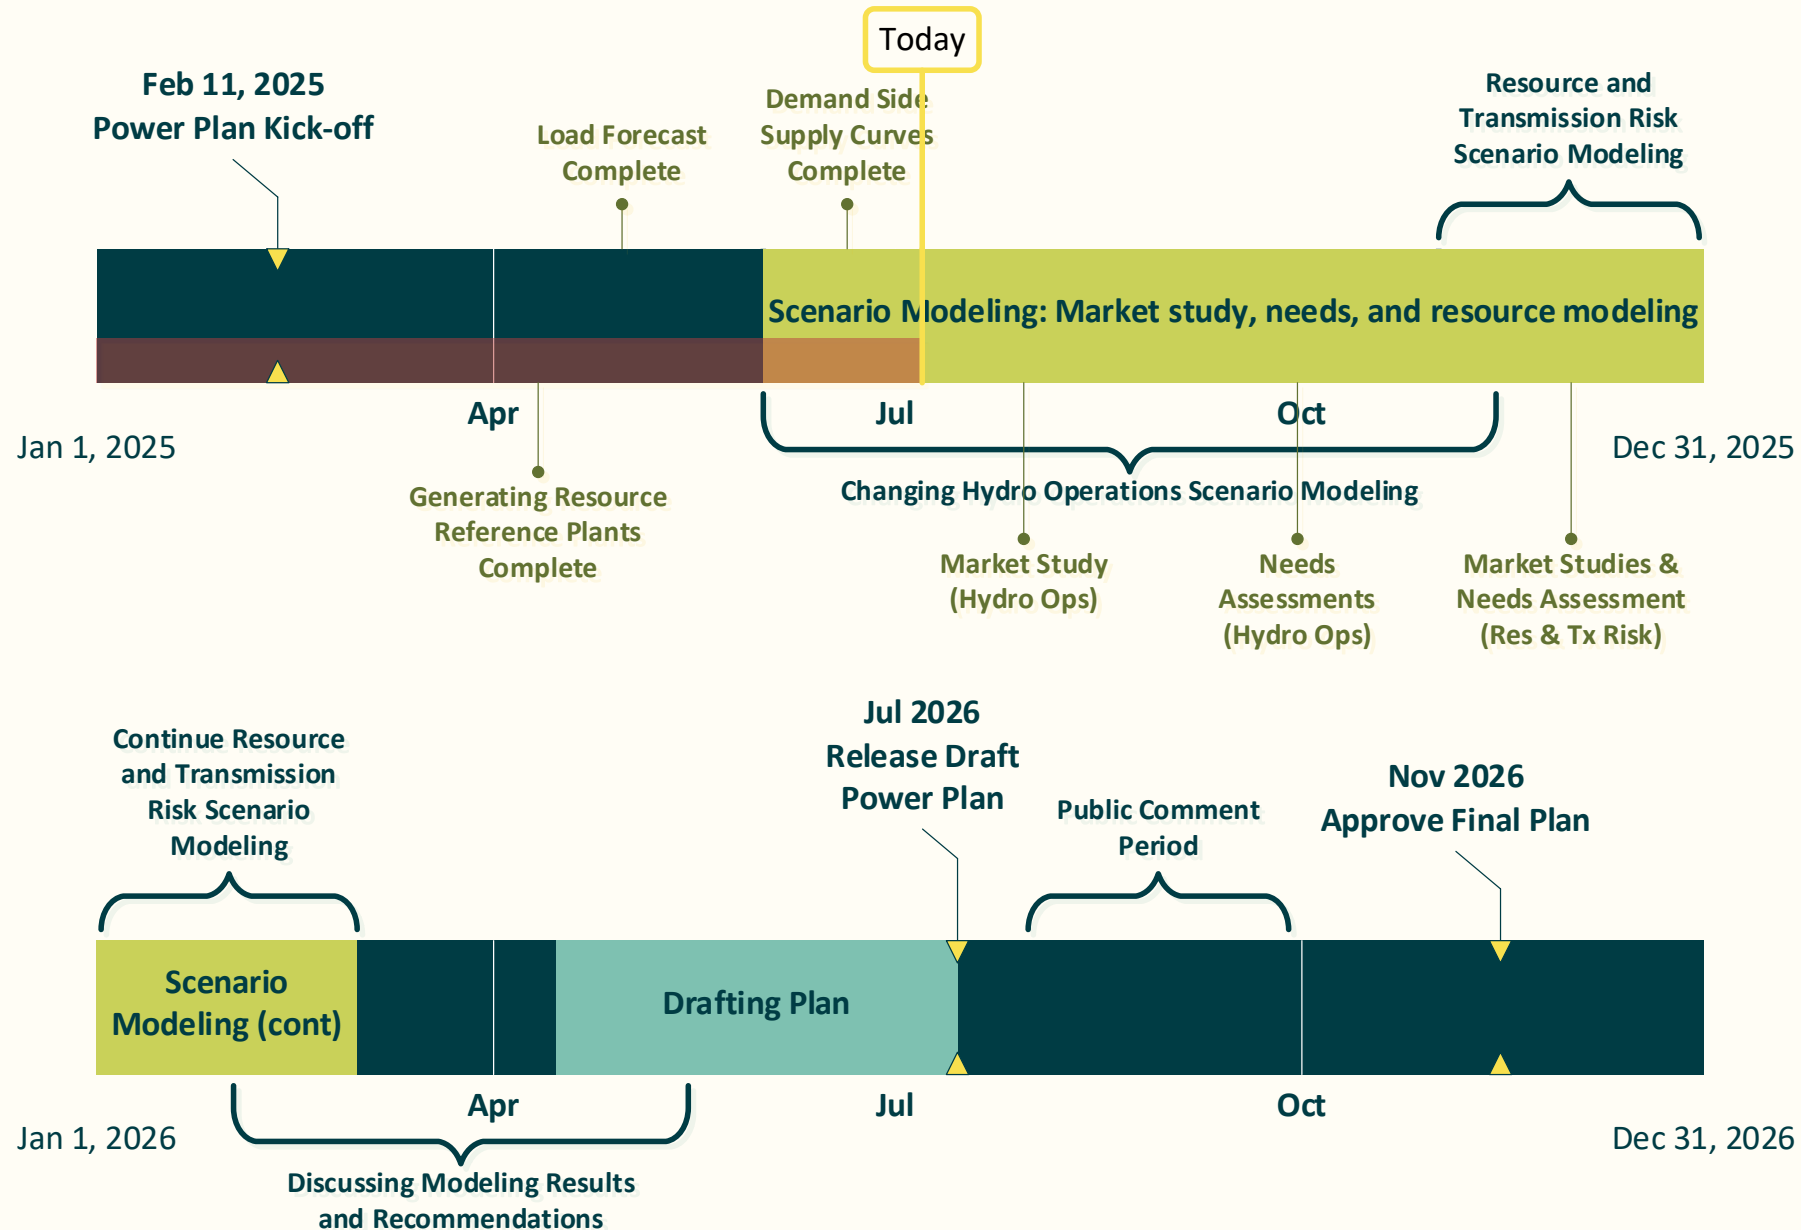 Today
Feb 11, 2025
Power Plan Kick-off
Load Forecast
Complete
Demand Side
Supply Curves
Complete
Resource and
Transmission Risk
Scenario Modeling
Scenario Modeling: Market study, needs, and resource modeling
Apr
Jul
Oct
Jan 1, 2025
Dec 31, 2025
Changing Hydro Operations Scenario Modeling
Generating Resource
Reference Plants
Complete
Market Study
(Hydro Ops)
Needs
Assessments
(Hydro Ops)
Market Studies &
Needs Assessment
(Res & Tx Risk)
Continue Resource
and Transmission
Risk Scenario
Modeling
Jul 2026
Release Draft
Power Plan
Public Comment
Period
Nov 2026
Approve Final Plan
Scenario
Modeling (cont)
Drafting Plan
Apr
Jul
Oct
Jan 1, 2026
Dec 31, 2026
Discussing Modeling Results
and Recommendations